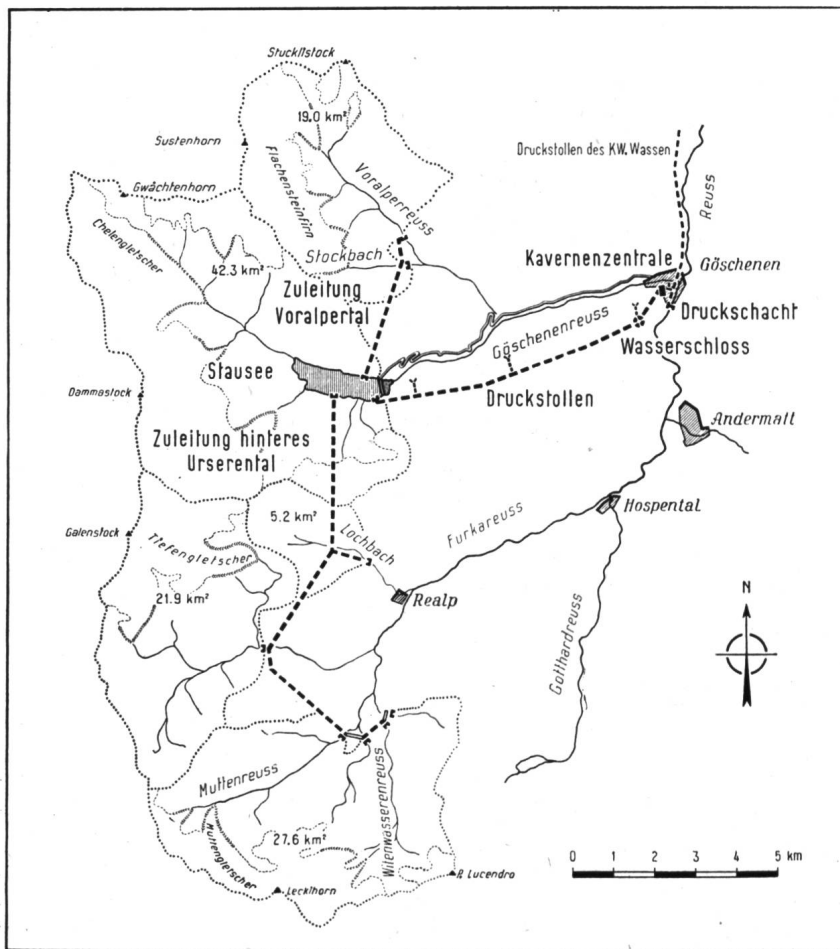 Stucklistock
19.0 km²
Sustenhorn
Druckstollen des KW. Wassen
Reuss
Voralperreuss
Flachensteinfirn
Gwächtenhorn
Chelengletscher
Stockbach
Kavernenzentrale
Göschenen
42.3 km²
Zuleitung
Voralpertal
Druckschacht
Göschenenreuss
Wasserschloss
Stausee
Druckstollen
Dammastock
Andermatt
Zuleitung hinteres
Urserental
Hospental
5.2 km²
Furkareuss
Lochbach
Galenstock
Tiefengletscher
21.9 km²
Realp
N
Gotthardreuss
Muttenreuss
Witenwasserenreuss
27.6 km²
Muttengletscher
Leckihorn
P. Lucendro
0 1 2 3 4 5 km